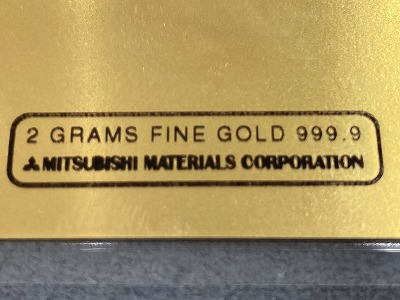 2 GRAMS FINE GOLD 999.9
MITSUBISHI MATERIALS CORPORATION